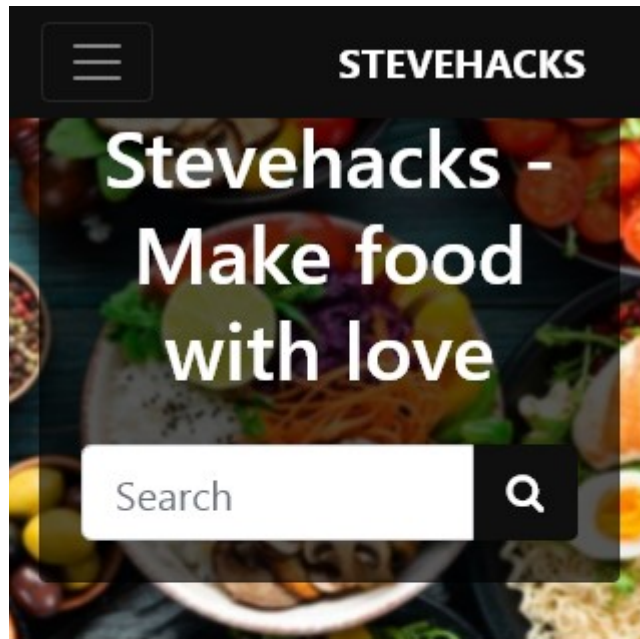 STEVEHACKS
Stevehacks -
Make food
with love
Search